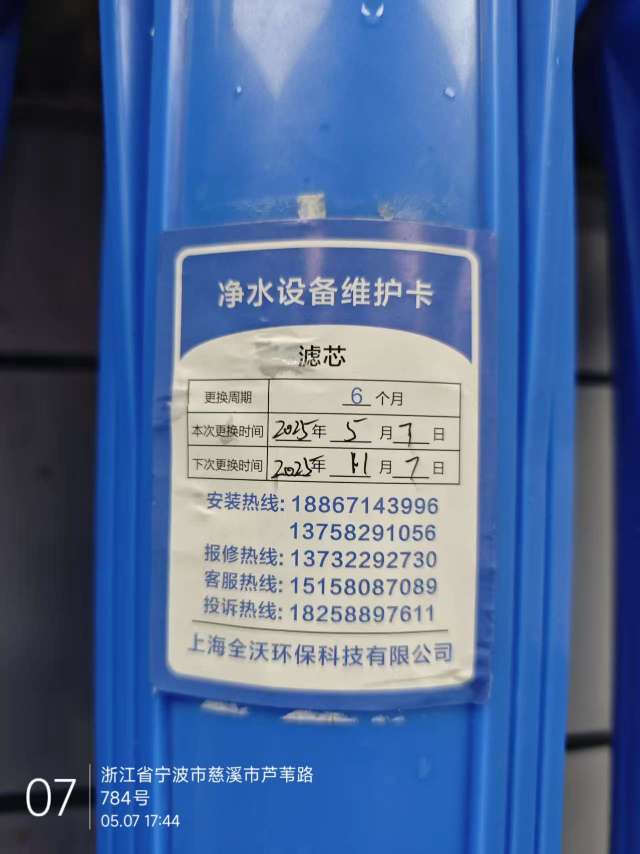 净水设备维护卡
滤芯
更换周期 6 个月
本次更换时间 2025年 5 月 7 日
下次更换时间 2025年 11 月 7 日
安装热线: 18867143996
13758291056
报修热线: 13732292730
客服热线: 15158087089
投诉热线: 18258897611
上海全沃环保科技有限公司
07
浙江省宁波市慈溪市芦苇路
784号
05.07 17:44